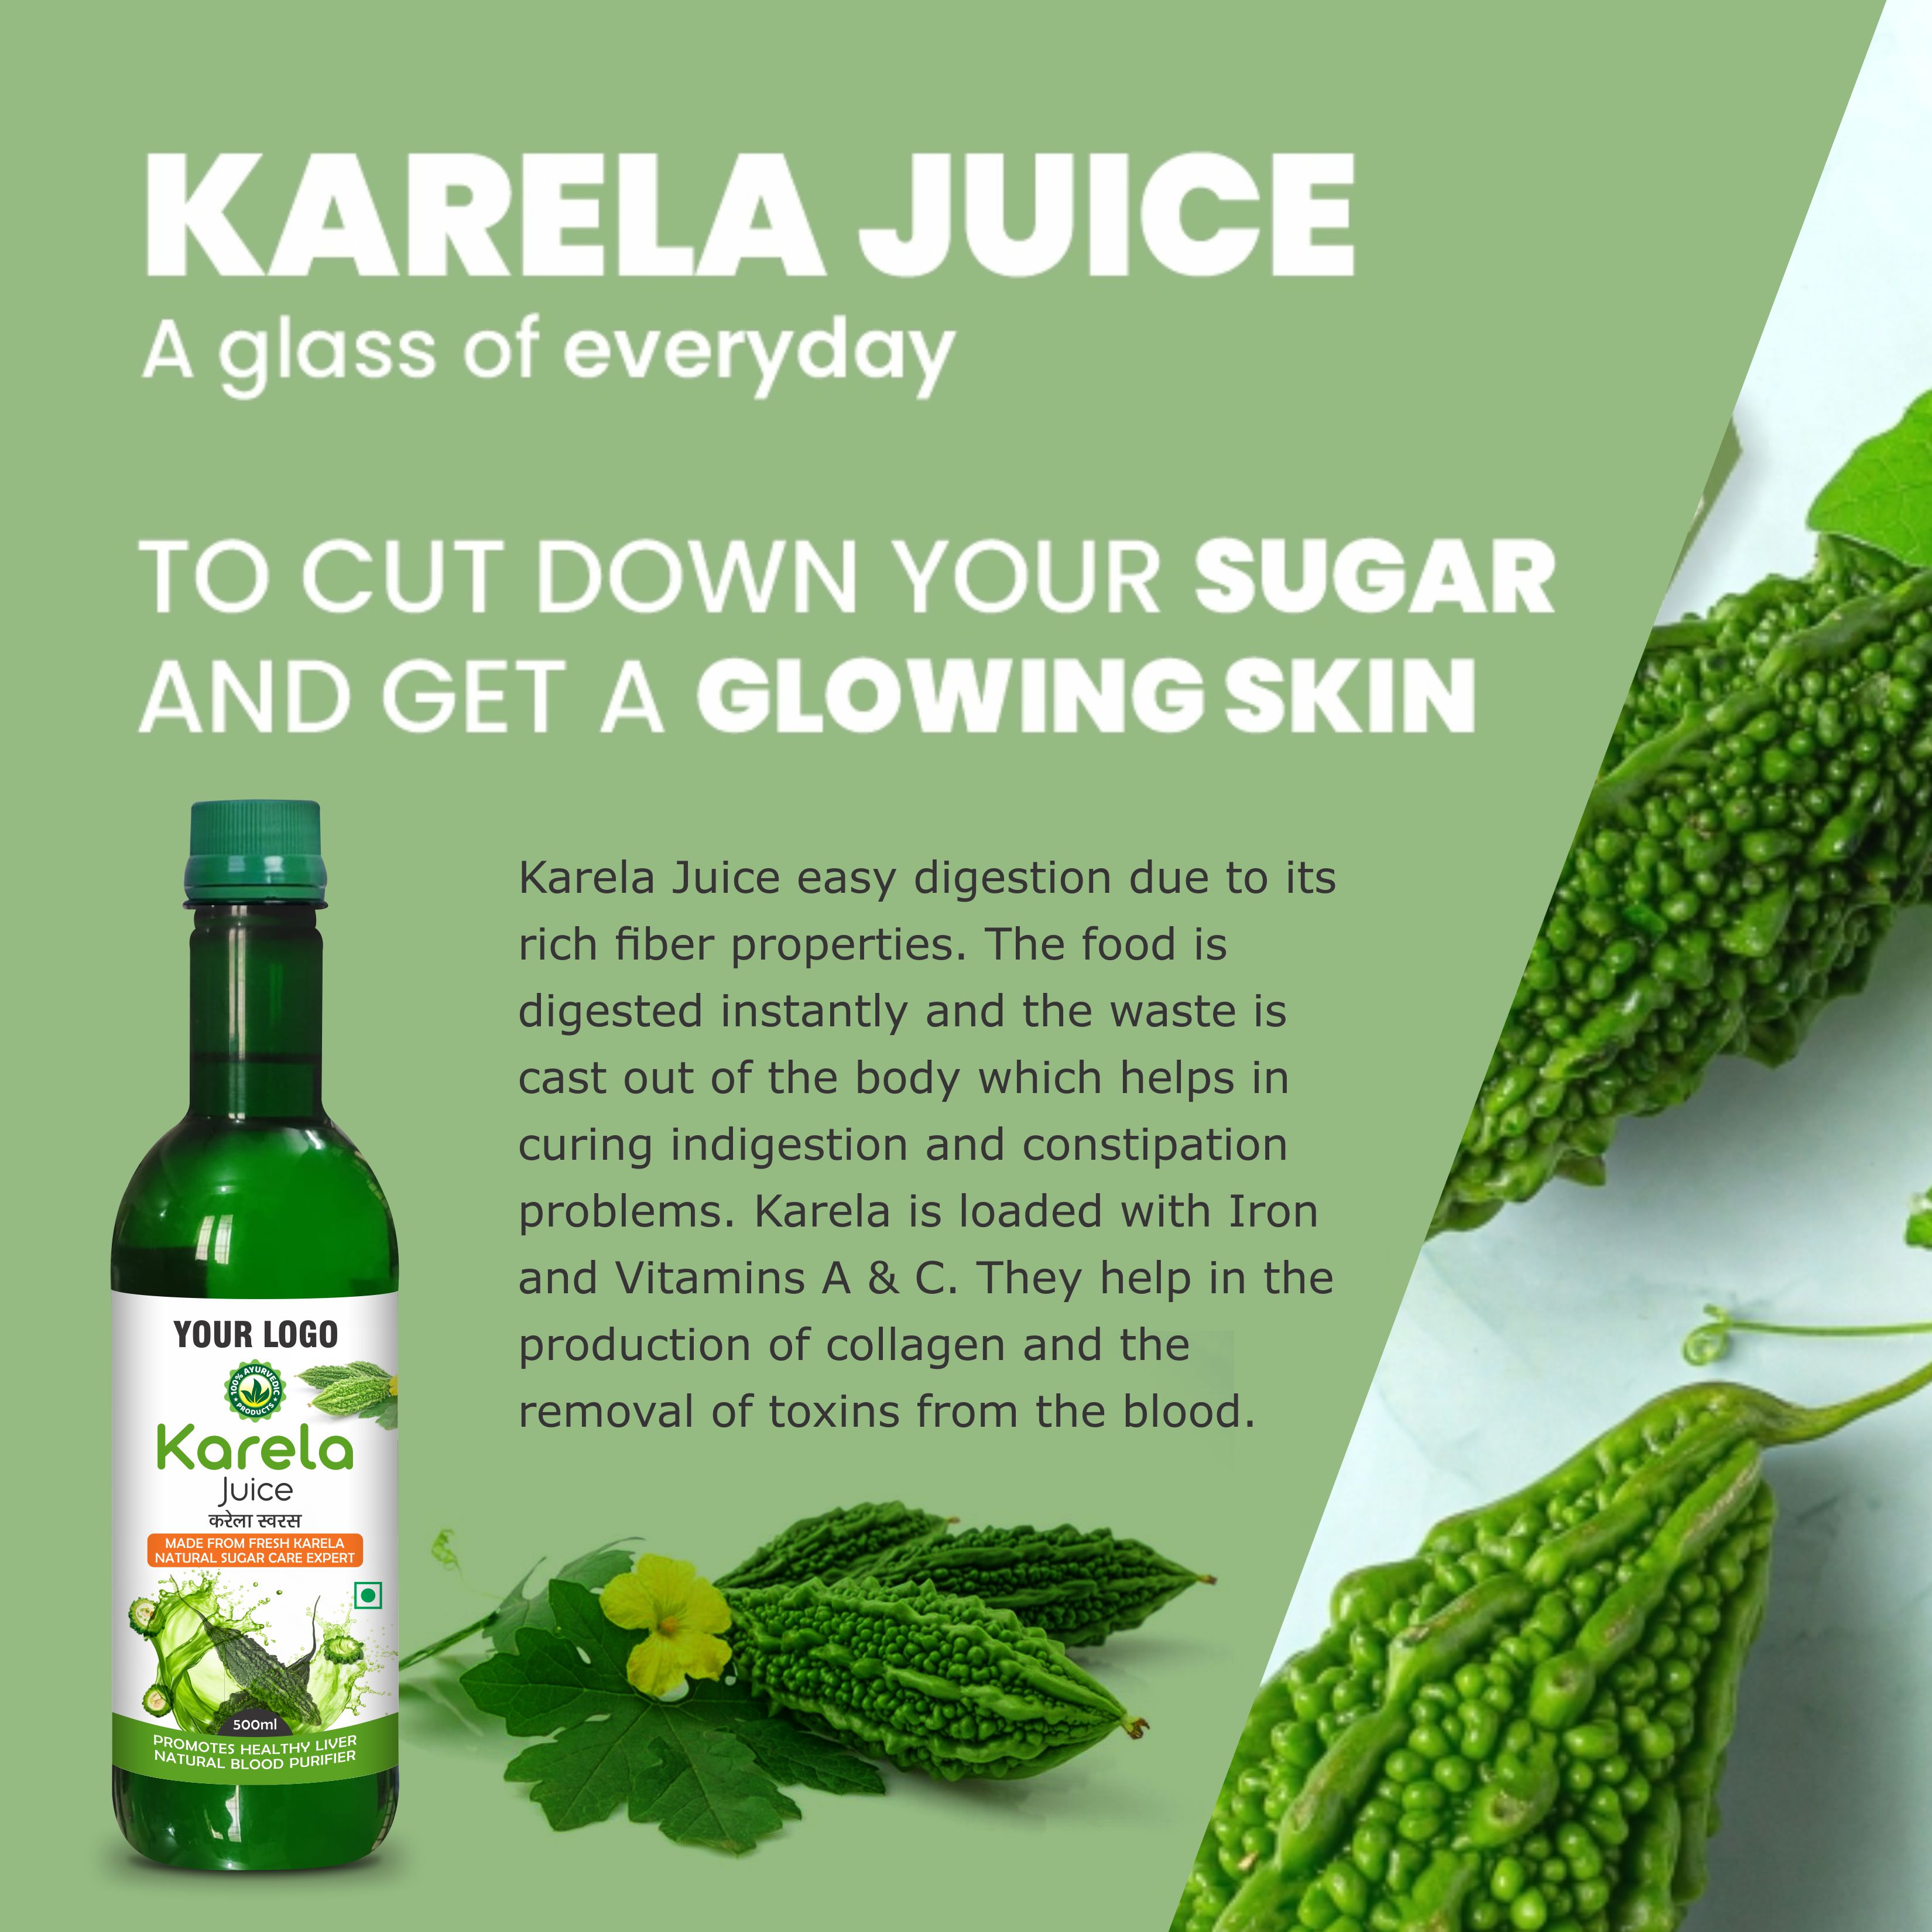 KARELA JUICE
A glass of everyday
TO CUT DOWN YOUR SUGAR
AND GET A GLOWING SKIN
Karela Juice easy digestion due to its
rich fiber properties. The food is
digested instantly and the waste is
cast out of the body which helps in
curing indigestion and constipation
problems. Karela is loaded with Iron
and Vitamins A & C. They help in the
production of collagen and the
removal of toxins from the blood.
YOUR LOGO
100% AYURVEDIC
PRODUCTS
Karela
Juice
करेला स्वरस
MADE FROM FRESH KARELA
NATURAL SUGAR CARE EXPERT
500ml
PROMOTES HEALTHY LIVER
NATURAL BLOOD PURIFIER